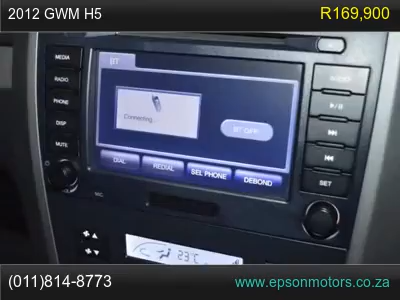 2012 GWM H5 R169,900
MEDIA
RADIO
PHONE
DISP
MUTE
BT
Connecting...
BT OFF
DIAL REDIAL SEL PHONE DEBOND
AUDIO
SET
MIC
23°C
(011)814-8773 www.epsonmotors.co.za